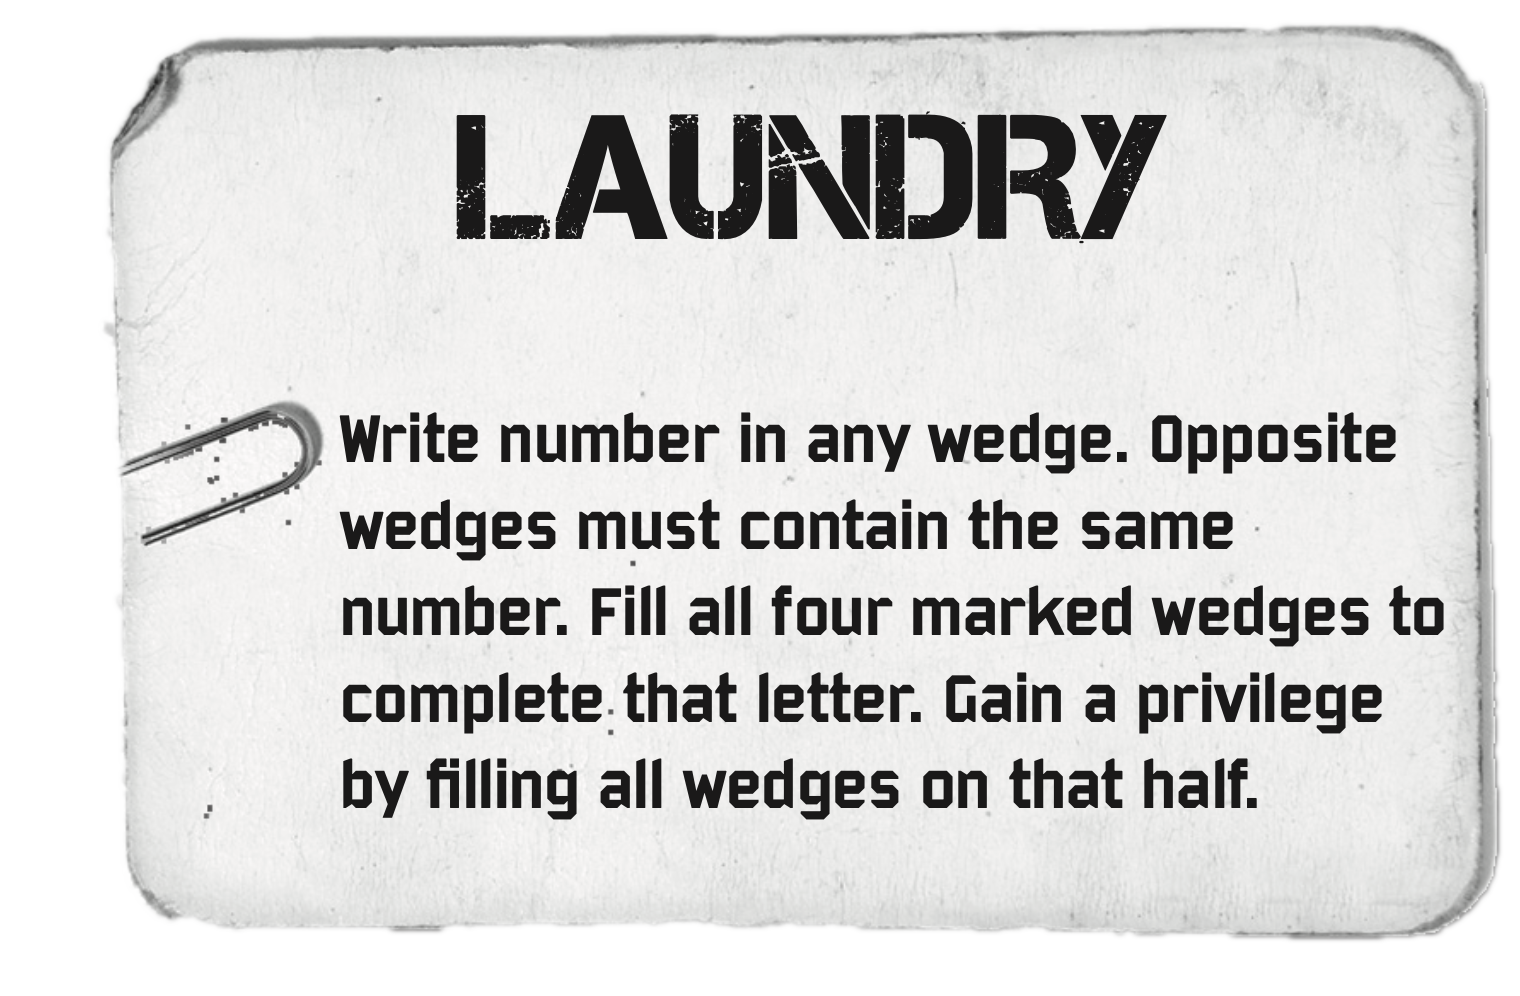 LAUNDRY
Write number in any wedge. Opposite
wedges must contain the same
number. Fill all four marked wedges to
complete that letter. Gain a privilege
by filling all wedges on that half.